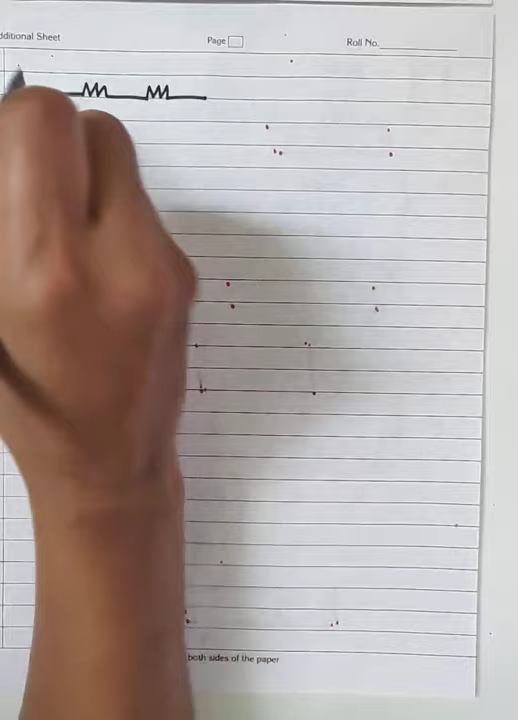 dditional Sheet Page Roll No.
both sides of the paper